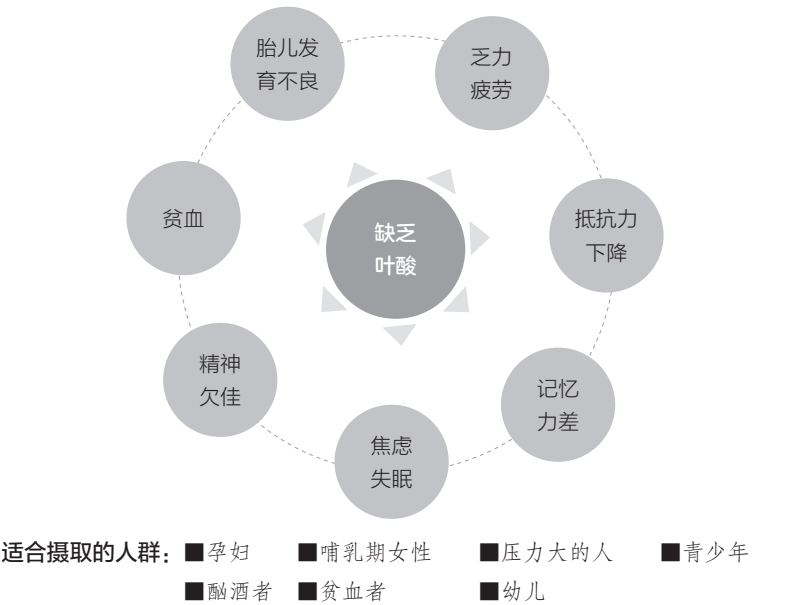 胎儿发
育不良
乏力
疲劳
贫血
缺乏
叶酸
抵抗力
下降
精神
欠佳
记忆
力差
焦虑
失眠
适合摄取的人群：■孕妇 ■哺乳期女性 ■压力大的人 ■青少年
■酗酒者 ■贫血者 ■幼儿